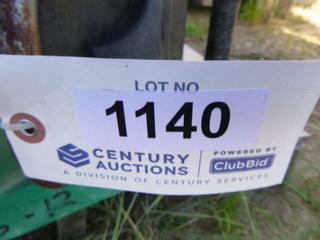 LOT NO
1140
CENTURY
AUCTIONS
POWERED BY
ClubBid
A DIVISION OF CENTURY SERVICES